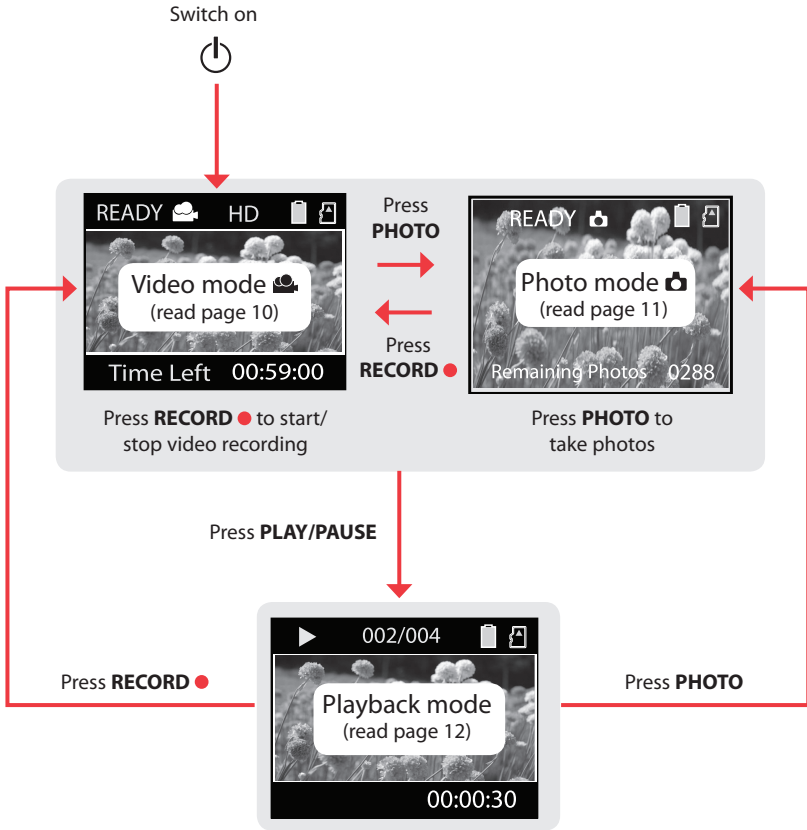 Switch on
READY HD
Video mode
(read page 10)
Time Left 00:59:00
Press RECORD to start/
stop video recording
Press
PHOTO
Press
RECORD
READY
Photo mode
(read page 11)
Remaining Photos 0288
Press PHOTO to
take photos
Press PLAY/PAUSE
Press RECORD
002/004
Playback mode
(read page 12)
00:00:30
Press PHOTO